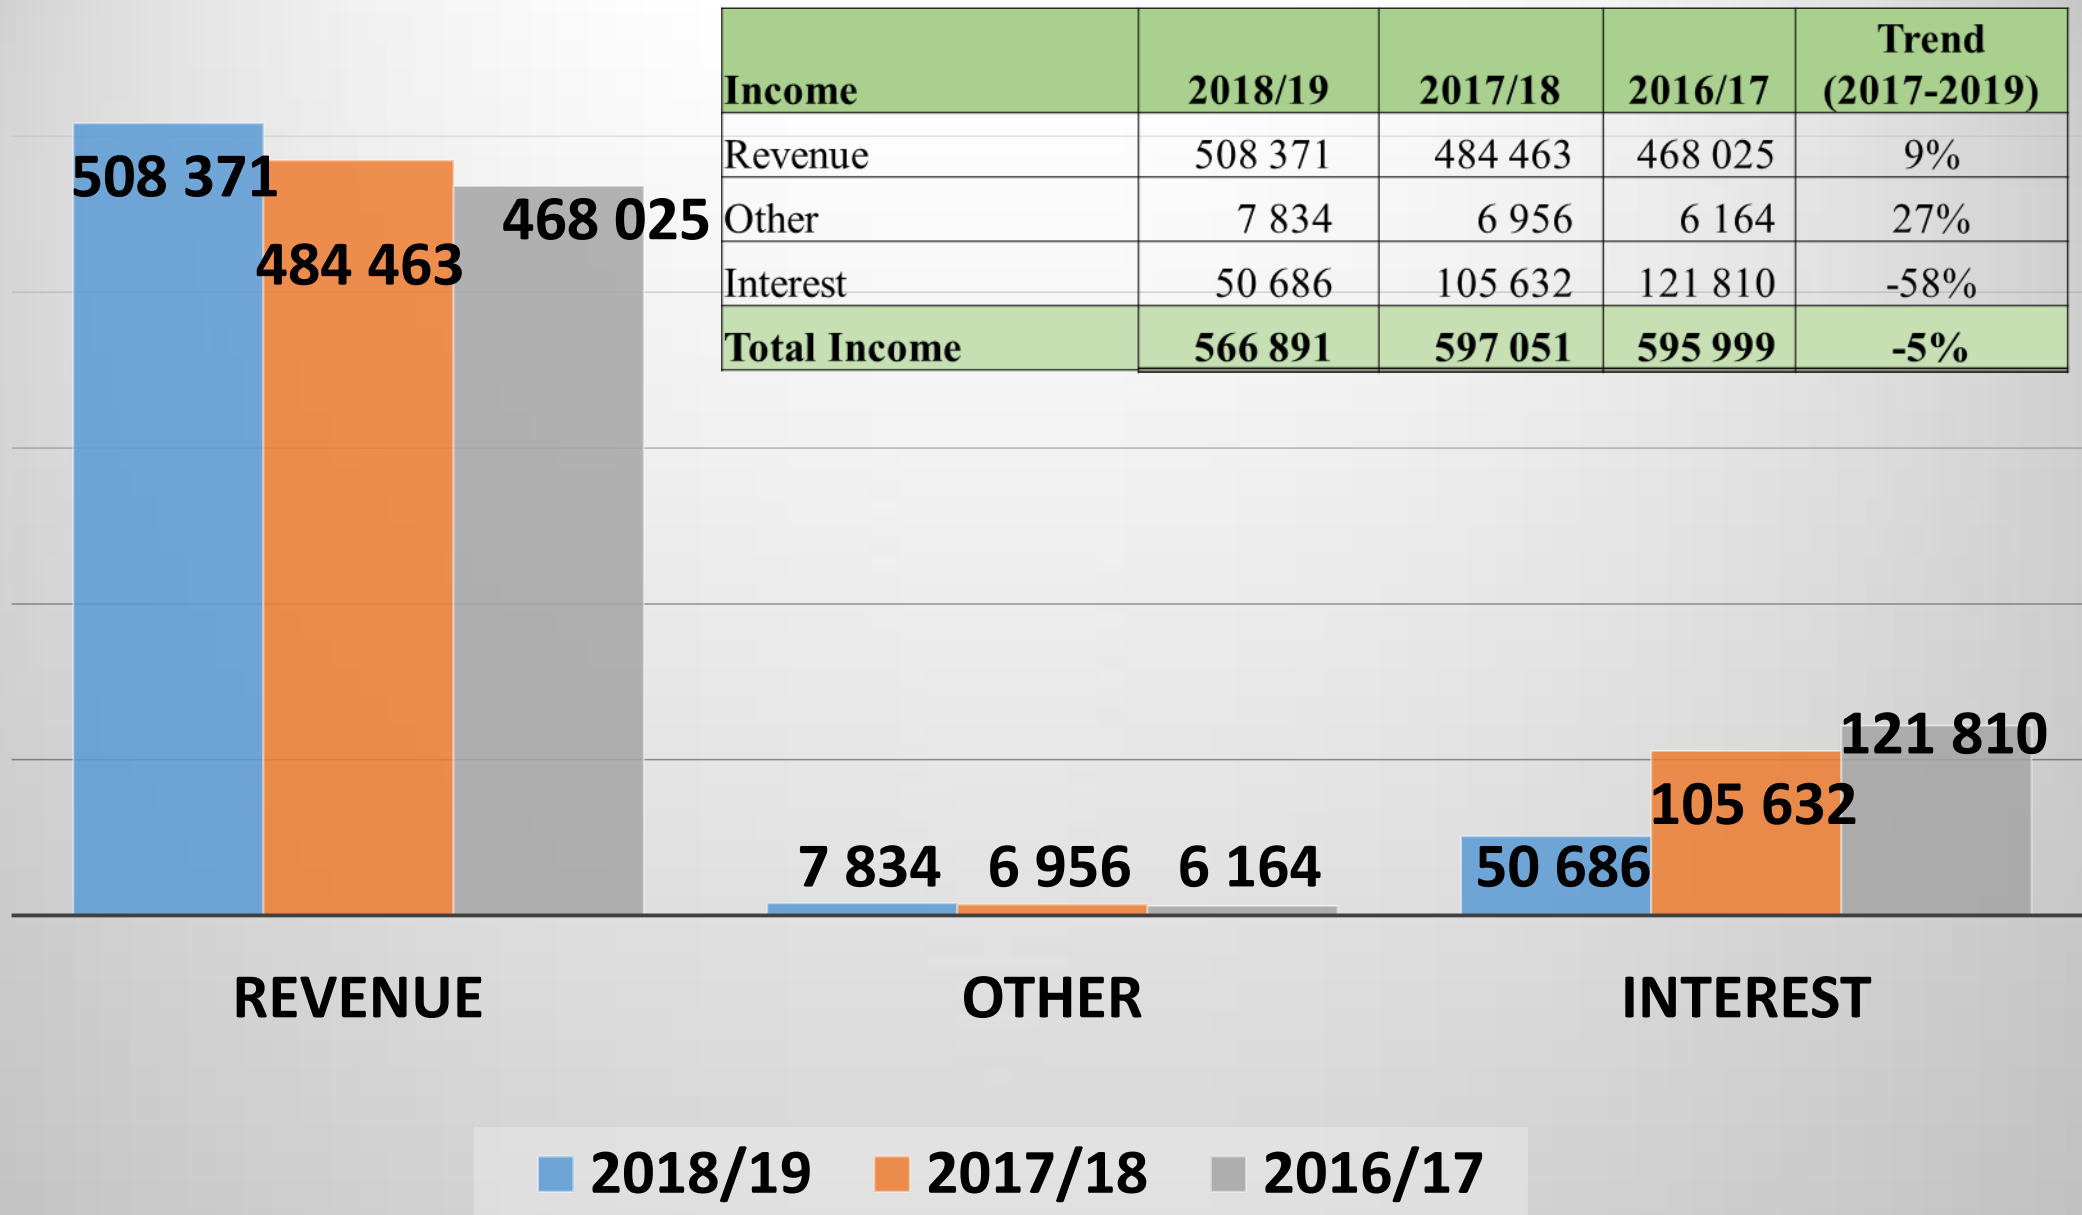 Trend
Income 2018/19 2017/18 2016/17 (2017-2019)
Revenue 508 371 484 463 468 025 9%
Other 7 834 6 956 6 164 27%
Interest 50 686 105 632 121 810 -58%
Total Income 566 891 597 051 595 999 -5%
508 371
484 463
468 025
7 834 6 956 6 164
50 686
105 632
121 810
REVENUE OTHER INTEREST
2018/19 2017/18 2016/17